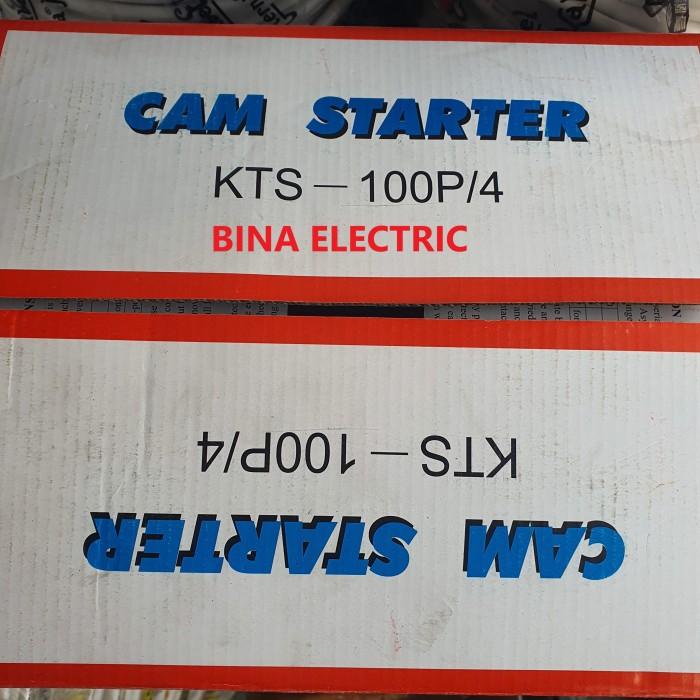 CAM STARTER
KTS – 100P/4
BINA ELECTRIC
KTS – 100P/4
CAM STARTER